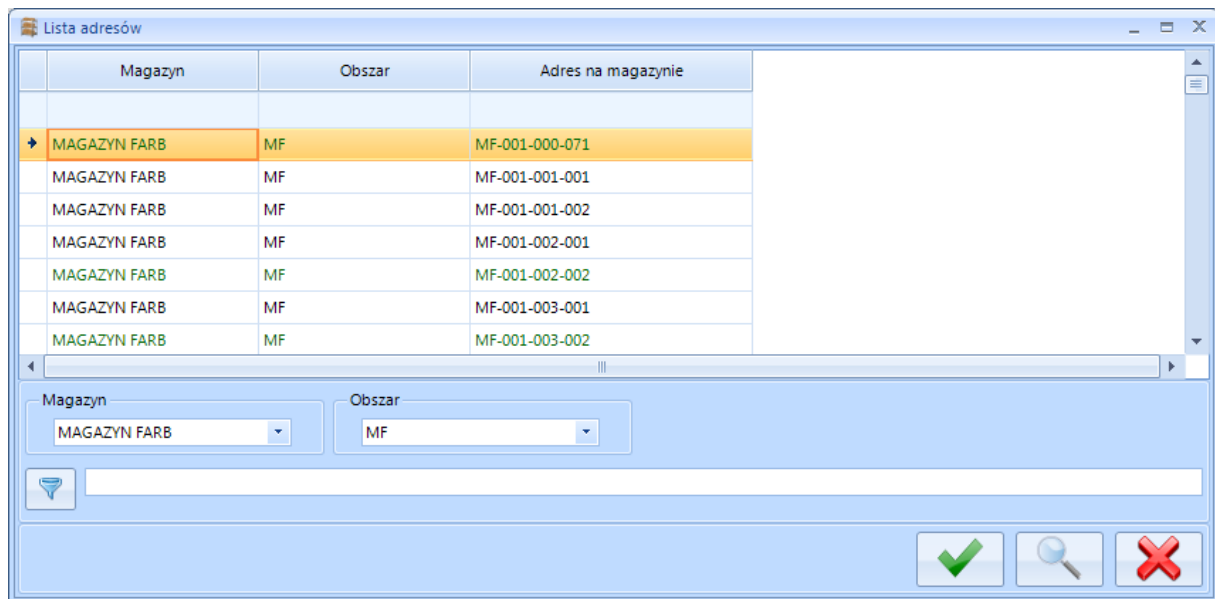 Lista adresów
Magazyn Obszar Adres na magazynie
MAGAZYN FARB MF MF-001-000-071
MAGAZYN FARB MF MF-001-001-001
MAGAZYN FARB MF MF-001-001-002
MAGAZYN FARB MF MF-001-002-001
MAGAZYN FARB MF MF-001-002-002
MAGAZYN FARB MF MF-001-003-001
MAGAZYN FARB MF MF-001-003-002
Magazyn Obszar
MAGAZYN FARB MF